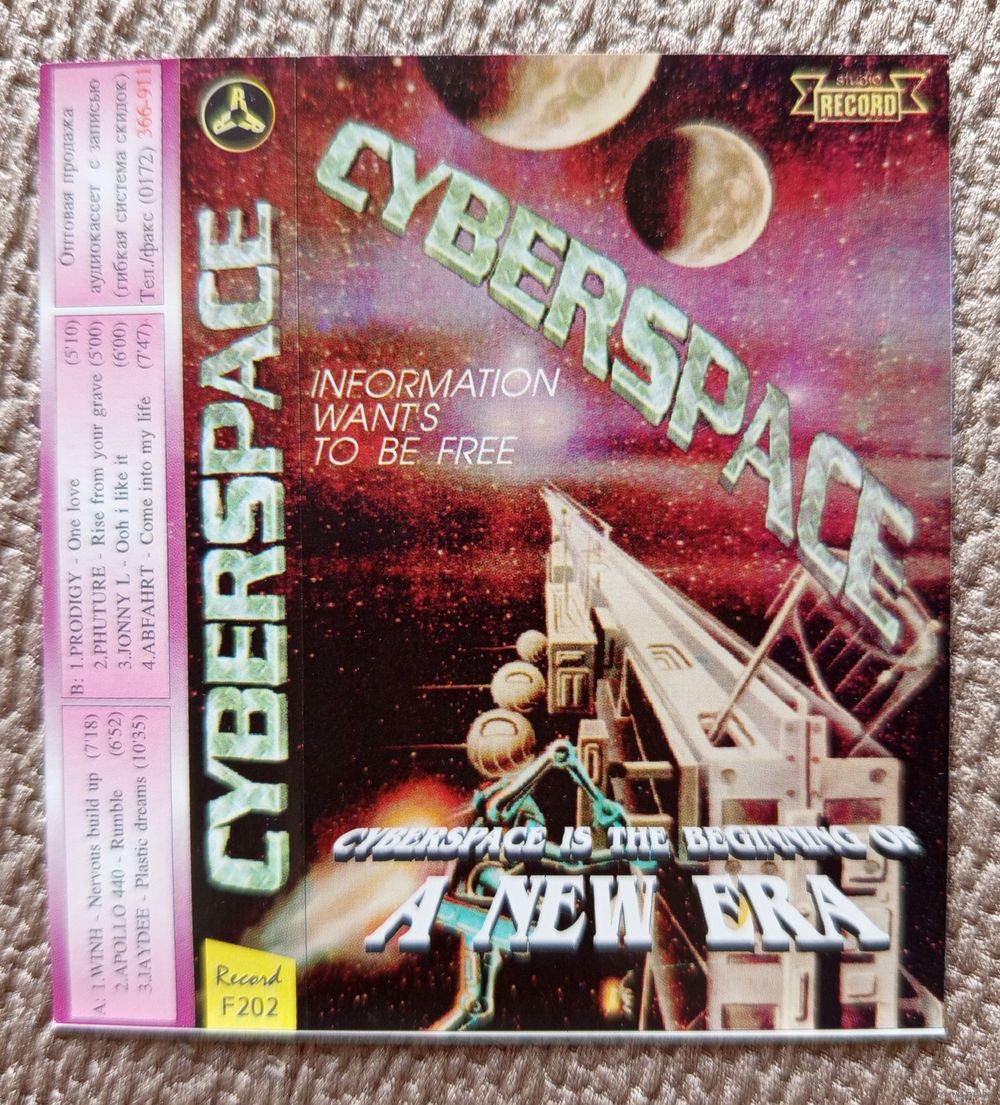 Оптовая продажа
аудиокассет с записью
(гибкая система скидок)
Тел./факс (0172) 366-911
B: 1.PRODIGY - One love (5'10)
2.PHUTURE - Rise from your grave (5'00)
3.JONNY L - Ooh i like it (6'00)
4.ABFAHRT - Come into my life (7'47)
A: 1.WINH - Nervous build up (7'18)
2.APOLLO 440 - Rumble (6'52)
3.JAYDEE - Plastic dreams (10'35)
R
CYBERSPACE
Record
F202
STUDIO
RECORD
CYBERSPACE
INFORMATION
WANT'S
TO BE FREE
CYBERSPACE IS THE BEGINNING OF
A NEW ERA